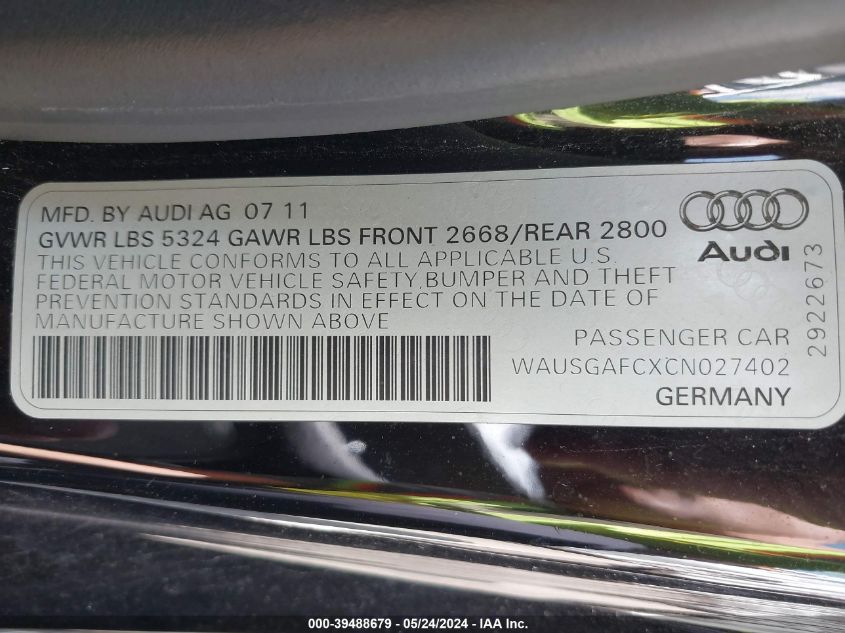 MFD. BY AUDI AG 07 11
GVWR LBS 5324 GAWR LBS FRONT 2668/REAR 2800
THIS VEHICLE CONFORMS TO ALL APPLICABLE U.S.
FEDERAL MOTOR VEHICLE SAFETY,BUMPER AND THEFT
PREVENTION STANDARDS IN EFFECT ON THE DATE OF
MANUFACTURE SHOWN ABOVE
Audi
2922673
PASSENGER CAR
WAUSGAFCXCN027402
GERMANY
000-39488679 - 05/24/2024 - IAA Inc.